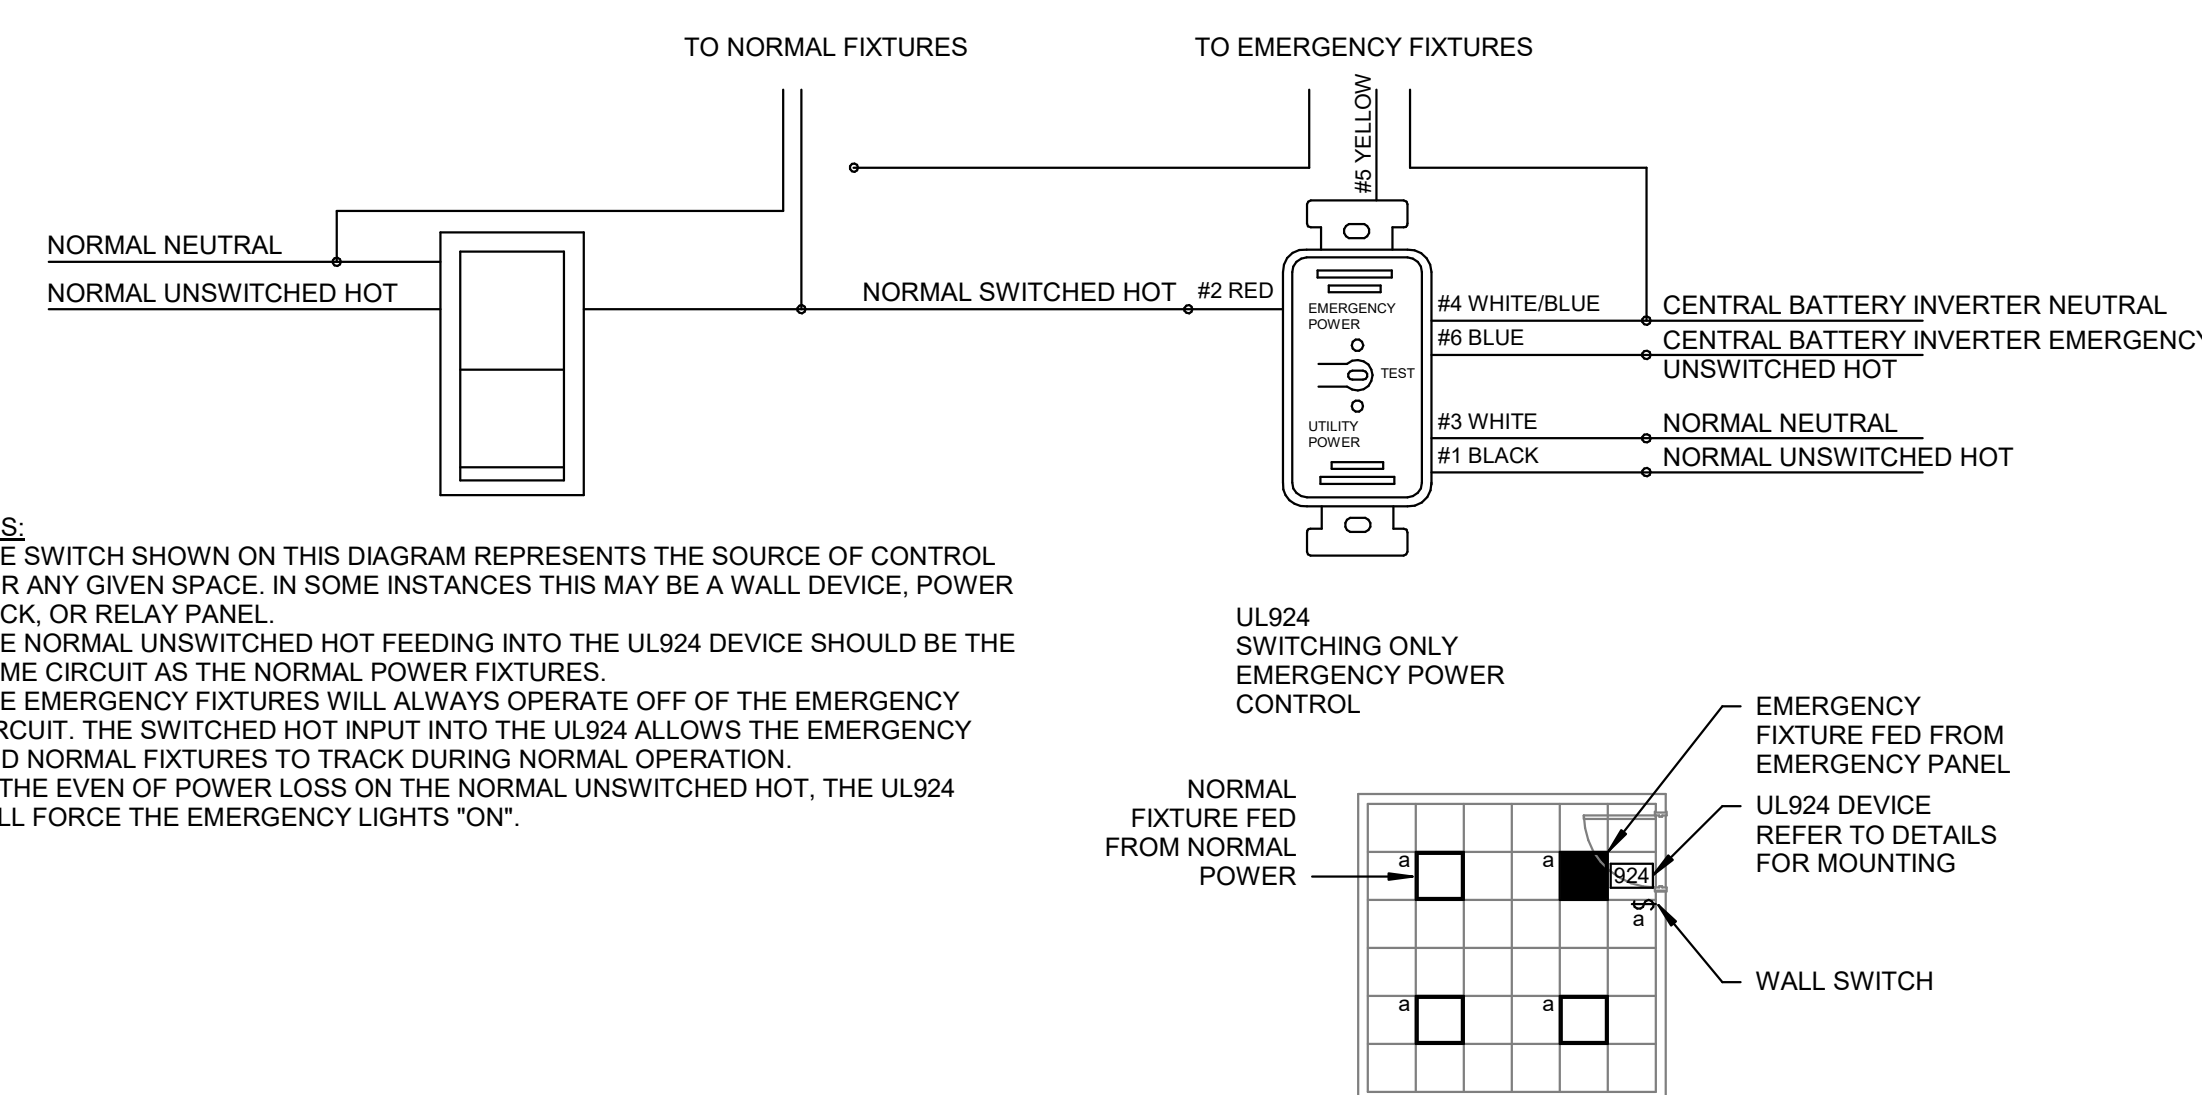 TO NORMAL FIXTURES
TO EMERGENCY FIXTURES
#5 YELLOW
NORMAL NEUTRAL
NORMAL UNSWITCHED HOT
NORMAL SWITCHED HOT
#2 RED
EMERGENCY
POWER
TEST
UTILITY
POWER
#4 WHITE/BLUE
CENTRAL BATTERY INVERTER NEUTRAL
#6 BLUE
CENTRAL BATTERY INVERTER EMERGENCY
UNSWITCHED HOT
#3 WHITE
NORMAL NEUTRAL
#1 BLACK
NORMAL UNSWITCHED HOT
S:
E SWITCH SHOWN ON THIS DIAGRAM REPRESENTS THE SOURCE OF CONTROL
R ANY GIVEN SPACE. IN SOME INSTANCES THIS MAY BE A WALL DEVICE, POWER
CK, OR RELAY PANEL.
E NORMAL UNSWITCHED HOT FEEDING INTO THE UL924 DEVICE SHOULD BE THE
ME CIRCUIT AS THE NORMAL POWER FIXTURES.
E EMERGENCY FIXTURES WILL ALWAYS OPERATE OFF OF THE EMERGENCY
RCUIT. THE SWITCHED HOT INPUT INTO THE UL924 ALLOWS THE EMERGENCY
D NORMAL FIXTURES TO TRACK DURING NORMAL OPERATION.
THE EVEN OF POWER LOSS ON THE NORMAL UNSWITCHED HOT, THE UL924
LL FORCE THE EMERGENCY LIGHTS "ON".
UL924
SWITCHING ONLY
EMERGENCY POWER
CONTROL
NORMAL
FIXTURE FED
FROM NORMAL
POWER
EMERGENCY
FIXTURE FED FROM
EMERGENCY PANEL
UL924 DEVICE
REFER TO DETAILS
FOR MOUNTING
WALL SWITCH
a
a
924
$
a
a
a